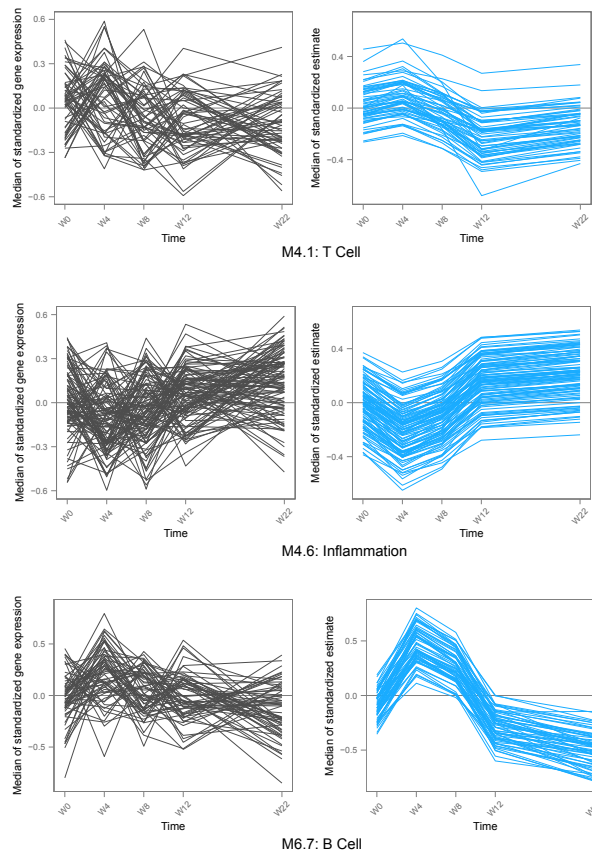 Median of standardized gene expression
0.6
0.3
0.0
−0.3
−0.6
W0
W4
W8
W12
W22
Time
Median of standardized estimate
0.4
0.0
−0.4
W0
W4
W8
W12
W22
Time
M4.1: T Cell
Median of standardized gene expression
0.6
0.3
0.0
−0.3
−0.6
W0
W4
W8
W12
W22
Time
Median of standardized estimate
0.4
0.0
−0.4
W0
W4
W8
W12
W22
Time
M4.6: Inflammation
Median of standardized gene expression
0.5
0.0
−0.5
W0
W4
W8
W12
W22
Time
Median of standardized estimate
0.5
0.0
−0.5
W0
W4
W8
W12
Time
M6.7: B Cell